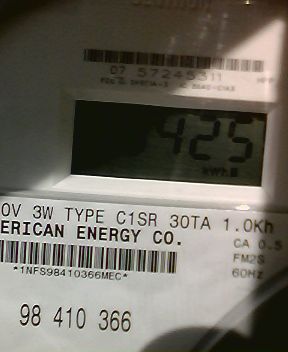 07 57245311
425
kWh
0V 3W TYPE C1SR 30TA 1.0Kh
ERICAN ENERGY CO.
CA 0.5
FM2S
60Hz
*1NFS98410366MEC*
98 410 366